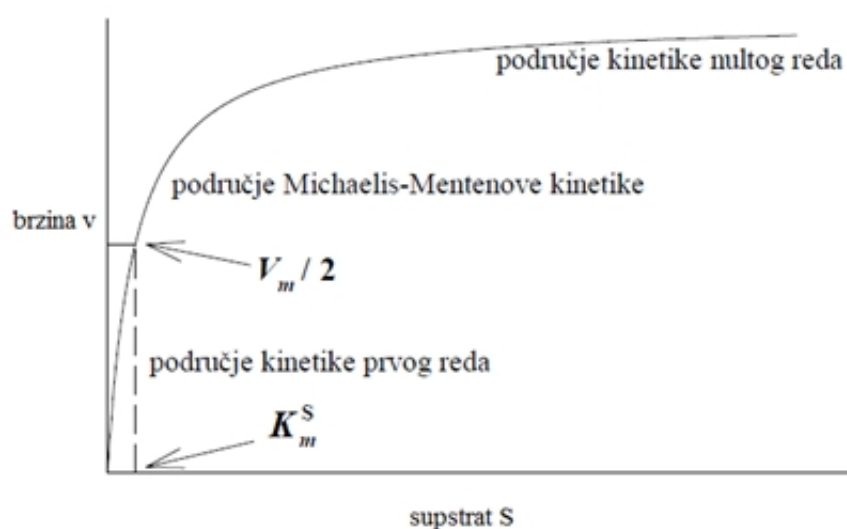 područje kinetike nultog reda
područje Michaelis-Mentenove kinetike
brzina v
V_m / 2
područje kinetike prvog reda
K_m^S
supstrat S